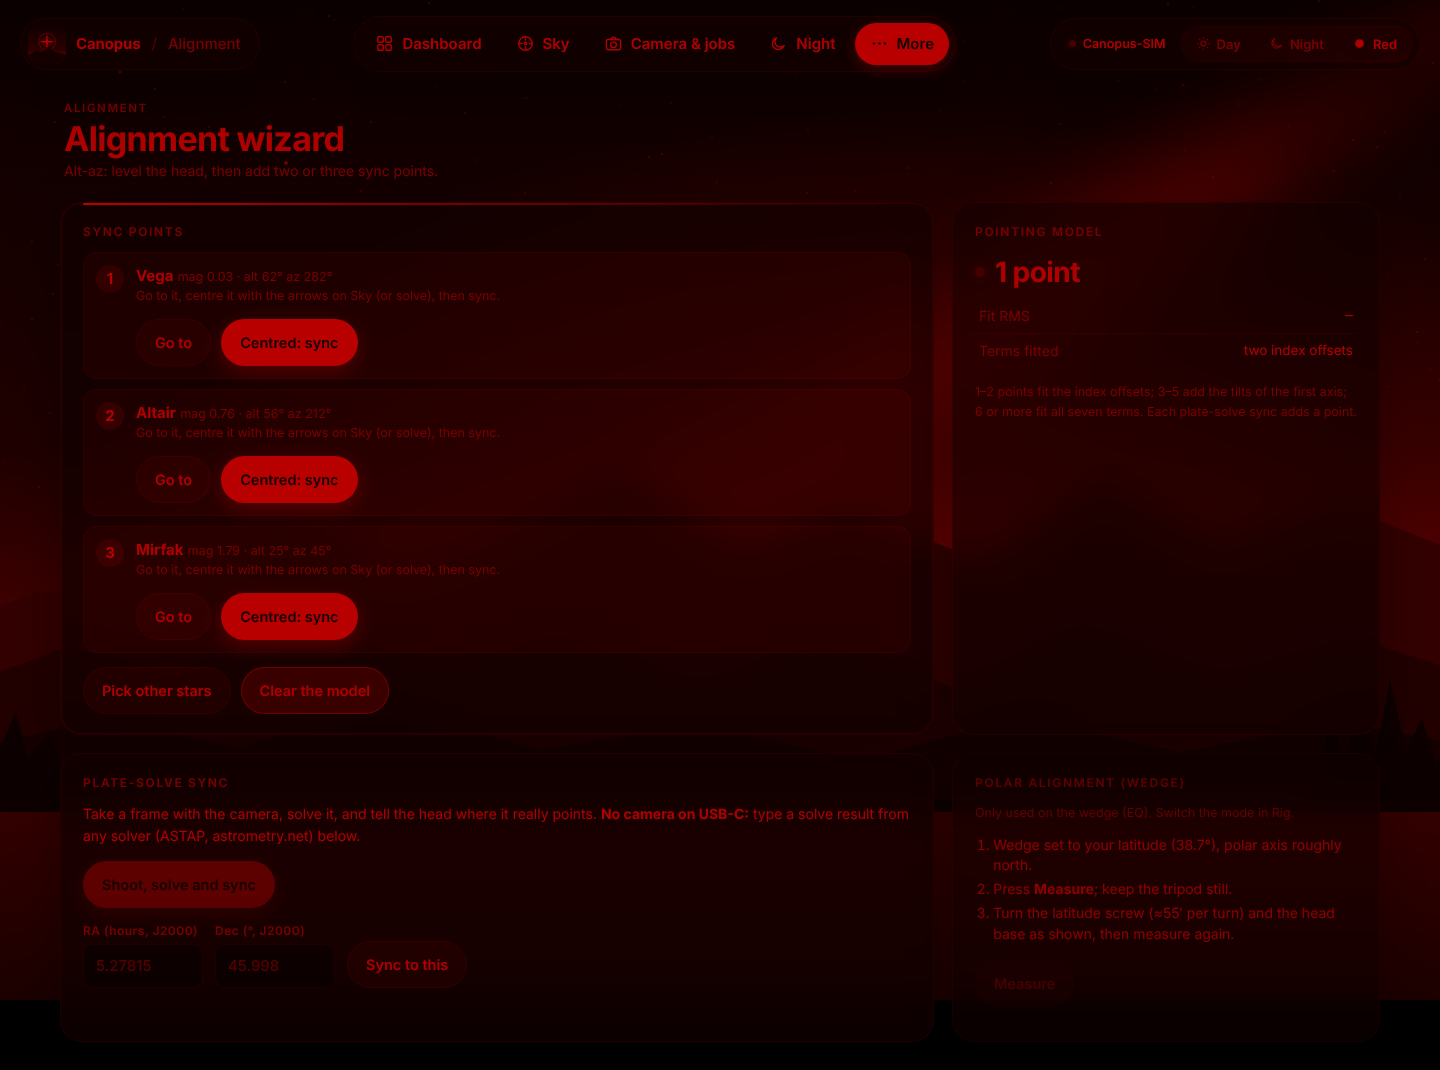 Canopus / Alignment
Dashboard
Sky
Camera & jobs
Night
More
Canopus-SIM
Day
Night
Red
ALIGNMENT
Alignment wizard
Alt-az: level the head, then add two or three sync points.
SYNC POINTS
1
Vega mag 0.03 · alt 62° az 282°
Go to it, centre it with the arrows on Sky (or solve), then sync.
Go to
Centred: sync
2
Altair mag 0.76 · alt 56° az 212°
Go to it, centre it with the arrows on Sky (or solve), then sync.
Go to
Centred: sync
3
Mirfak mag 1.79 · alt 25° az 45°
Go to it, centre it with the arrows on Sky (or solve), then sync.
Go to
Centred: sync
Pick other stars
Clear the model
POINTING MODEL
1 point
Fit RMS –
Terms fitted two index offsets
1–2 points fit the index offsets; 3–5 add the tilts of the first axis;
6 or more fit all seven terms. Each plate-solve sync adds a point.
PLATE-SOLVE SYNC
Take a frame with the camera, solve it, and tell the head where it really points. No camera on USB-C: type a solve result from
any solver (ASTAP, astrometry.net) below.
Shoot, solve and sync
RA (hours, J2000)
Dec (°, J2000)
5.27815
45.998
Sync to this
POLAR ALIGNMENT (WEDGE)
Only used on the wedge (EQ). Switch the mode in Rig.
1. Wedge set to your latitude (38.7°), polar axis roughly
north.
2. Press Measure; keep the tripod still.
3. Turn the latitude screw (≈55′ per turn) and the head
base as shown, then measure again.
Measure